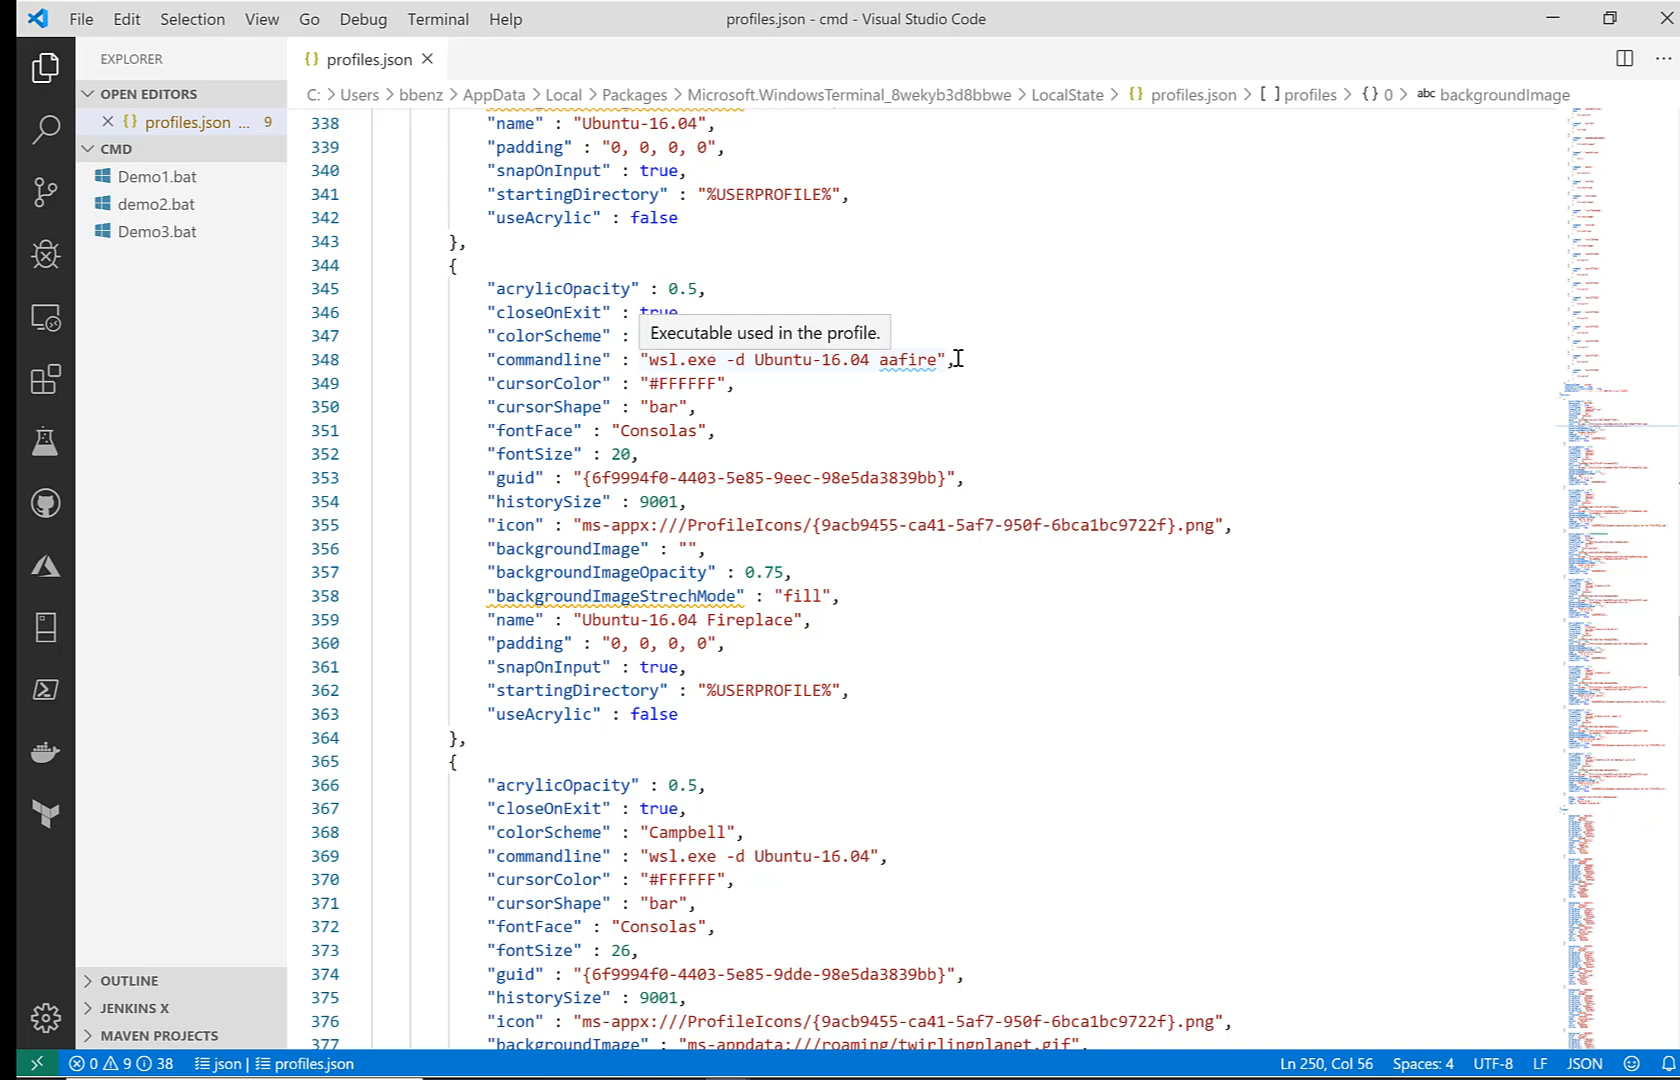 File Edit Selection View Go Debug Terminal Help profiles.json - cmd - Visual Studio Code
EXPLORER
OPEN EDITORS
profiles.json ... 9
CMD
Demo1.bat
demo2.bat
Demo3.bat
OUTLINE
JENKINS X
MAVEN PROJECTS
{} profiles.json
C: > Users > bbenz > AppData > Local > Packages > Microsoft.WindowsTerminal_8wekyb3d8bbwe > LocalState > {} profiles.json > [ ] profiles > {} 0 > abc backgroundImage
338 "name" : "Ubuntu-16.04",
339 "padding" : "0, 0, 0, 0",
340 "snapOnInput" : true,
341 "startingDirectory" : "%USERPROFILE%",
342 "useAcrylic" : false
343 },
344 {
345 "acrylicOpacity" : 0.5,
346 "closeOnExit" : true
347 "colorScheme" :
Executable used in the profile.
348 "commandline" : "wsl.exe -d Ubuntu-16.04 aafire",
349 "cursorColor" : "#FFFFFF",
350 "cursorShape" : "bar",
351 "fontFace" : "Consolas",
352 "fontSize" : 20,
353 "guid" : "{6f9994f0-4403-5e85-9eec-98e5da3839bb}",
354 "historySize" : 9001,
355 "icon" : "ms-appx:///ProfileIcons/{9acb9455-ca41-5af7-950f-6bca1bc9722f}.png",
356 "backgroundImage" : "",
357 "backgroundImageOpacity" : 0.75,
358 "backgroundImageStrechMode" : "fill",
359 "name" : "Ubuntu-16.04 Fireplace",
360 "padding" : "0, 0, 0, 0",
361 "snapOnInput" : true,
362 "startingDirectory" : "%USERPROFILE%",
363 "useAcrylic" : false
364 },
365 {
366 "acrylicOpacity" : 0.5,
367 "closeOnExit" : true,
368 "colorScheme" : "Campbell",
369 "commandline" : "wsl.exe -d Ubuntu-16.04",
370 "cursorColor" : "#FFFFFF",
371 "cursorShape" : "bar",
372 "fontFace" : "Consolas",
373 "fontSize" : 26,
374 "guid" : "{6f9994f0-4403-5e85-9dde-98e5da3839bb}",
375 "historySize" : 9001,
376 "icon" : "ms-appx:///ProfileIcons/{9acb9455-ca41-5af7-950f-6bca1bc9722f}.png",
377 "backgroundImage" : "ms-appdata:///roaming/twirlingplanet.gif",
0 9 38 json | profiles.json Ln 250, Col 56 Spaces: 4 UTF-8 LF JSON